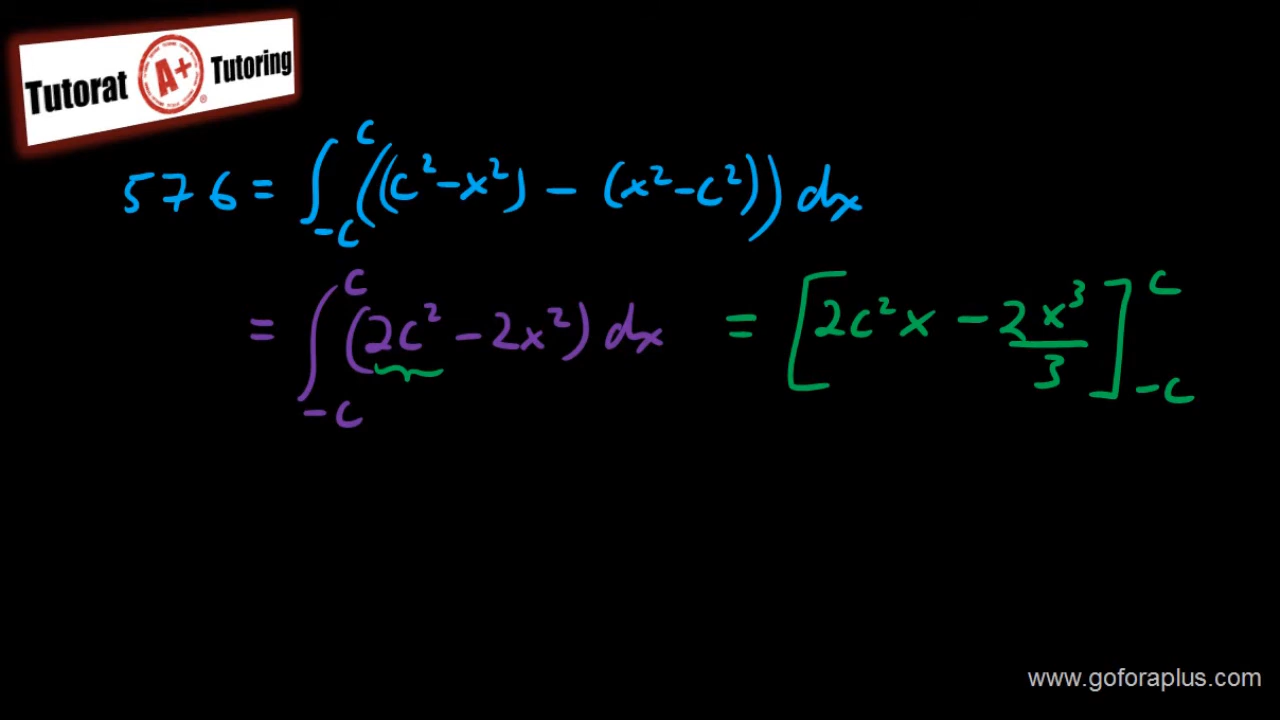 Tutorat A+ Tutoring
576 = ∫_{-c}^{c} ((c² - x²) - (x² - c²)) dx
= ∫_{-c}^{c} (2c² - 2x²) dx = [2c²x - 2x³/3]_{-c}^{c}
www.goforaplus.com